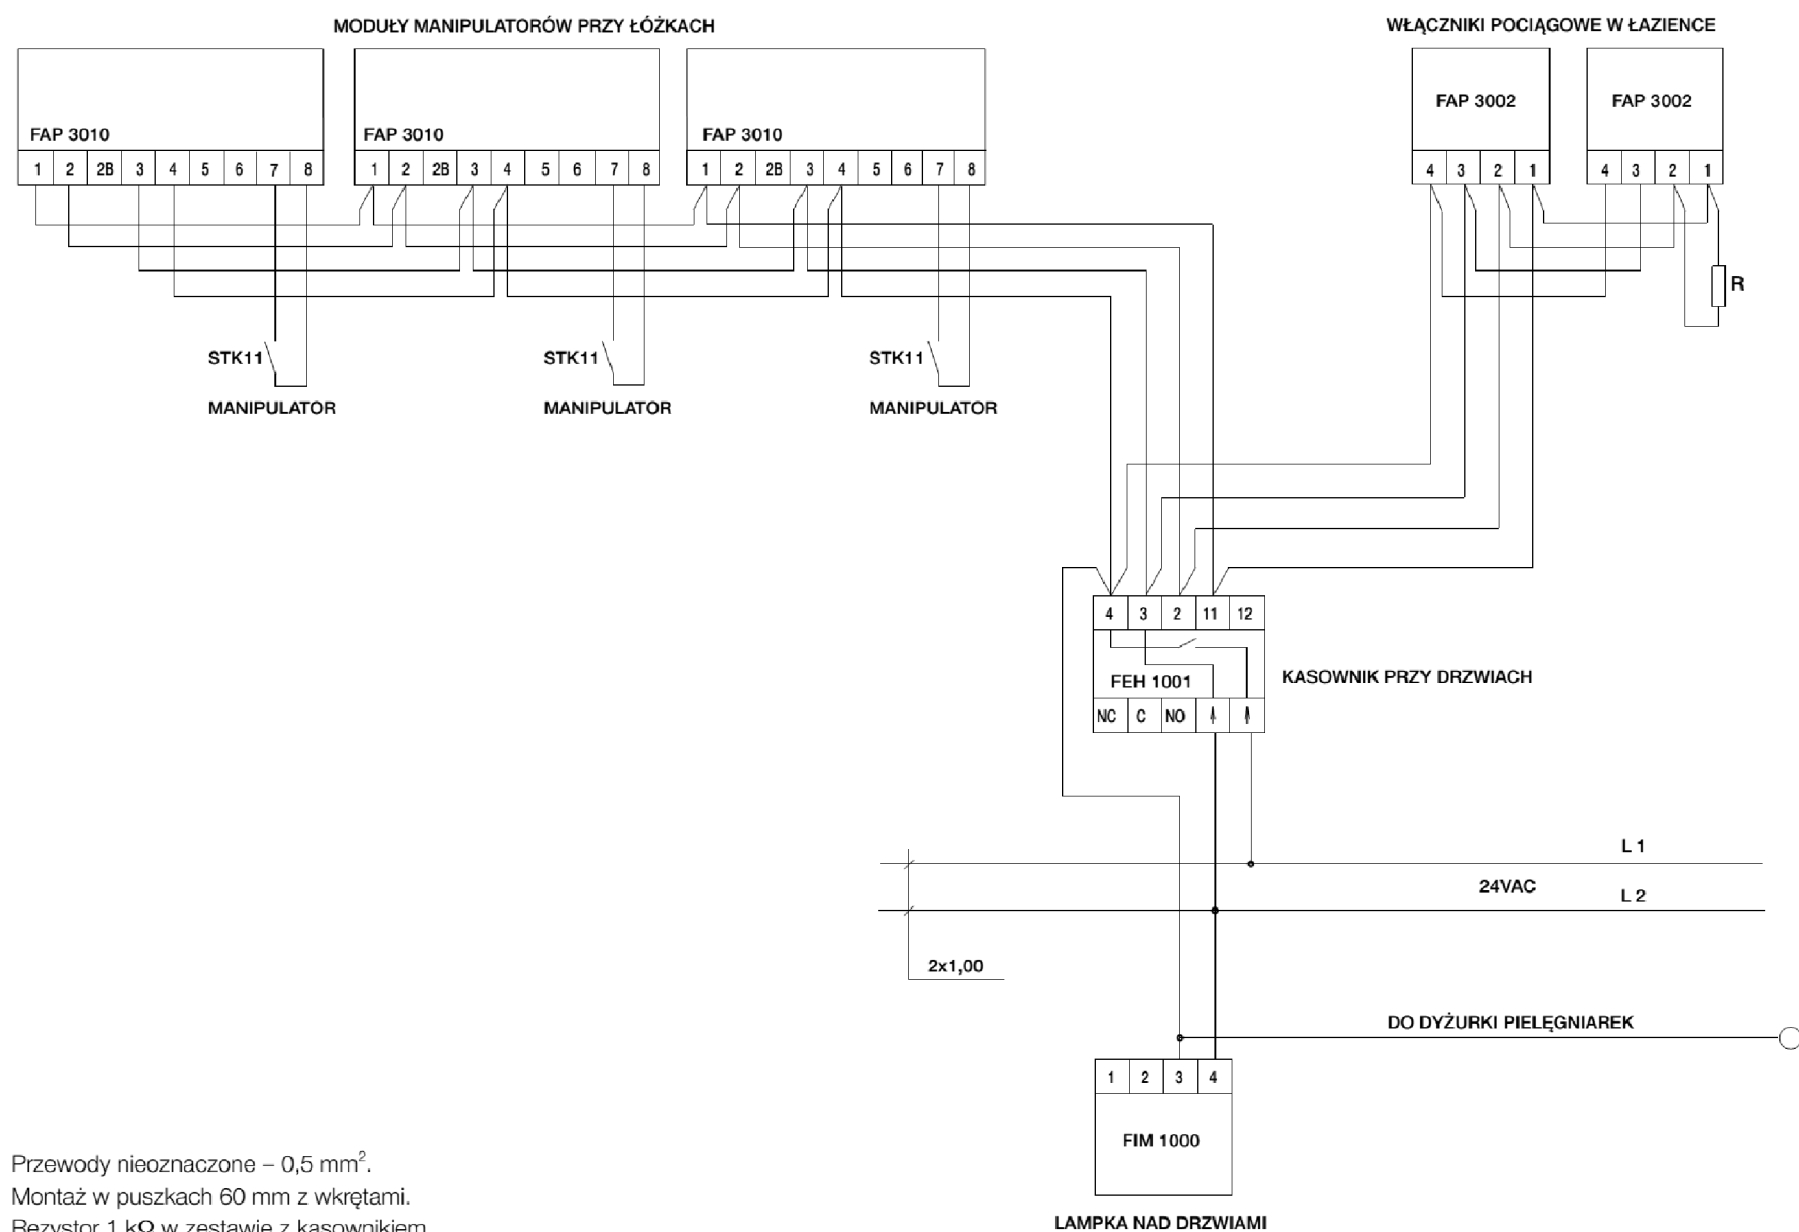 MODUŁY MANIPULATORÓW PRZY ŁÓŻKACH
WŁĄCZNIKI POCIĄGOWE W ŁAZIENCE
FAP 3010
1 2 2B 3 4 5 6 7 8
FAP 3010
1 2 2B 3 4 5 6 7 8
FAP 3010
1 2 2B 3 4 5 6 7 8
FAP 3002
4 3 2 1
FAP 3002
4 3 2 1
R
STK11
MANIPULATOR
STK11
MANIPULATOR
STK11
MANIPULATOR
4 3 2 11 12
FEH 1001
NC C NO
KASOWNIK PRZY DRZWIACH
L 1
24VAC
L 2
2x1,00
DO DYŻURKI PIELĘGNIAREK
1 2 3 4
FIM 1000
LAMPKA NAD DRZWIAMI
Przewody nieoznaczone – 0,5 mm².
Montaż w puszkach 60 mm z wkrętami.
Rezystor 1 kΩ w zestawie z kasownikiem